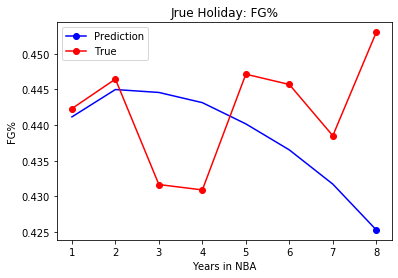 Jrue Holiday: FG%
Prediction
True
FG%
0.450
0.445
0.440
0.435
0.430
0.425
1 2 3 4 5 6 7 8
Years in NBA